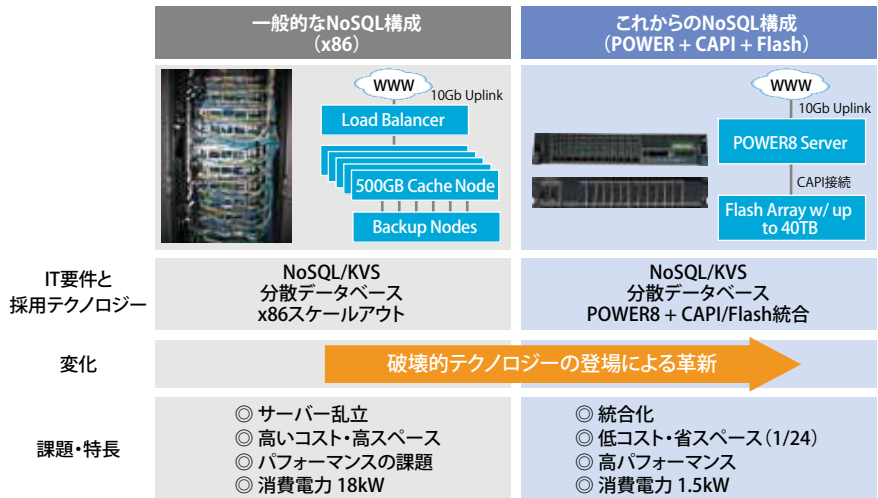 一般的なNoSQL構成
（x86）
これからのNoSQL構成
（POWER + CAPI + Flash）
WWW
10Gb Uplink
Load Balancer
500GB Cache Node
Backup Nodes
WWW
10Gb Uplink
POWER8 Server
CAPI接続
Flash Array w/ up
to 40TB
IT要件と
採用テクノロジー
NoSQL/KVS
分散データベース
x86スケールアウト
NoSQL/KVS
分散データベース
POWER8 + CAPI/Flash統合
変化
破壊的テクノロジーの登場による革新
課題・特長
◎ サーバー乱立
◎ 高いコスト・高スペース
◎ パフォーマンスの課題
◎ 消費電力 18kW
◎ 統合化
◎ 低コスト・省スペース（1/24）
◎ 高パフォーマンス
◎ 消費電力 1.5kW